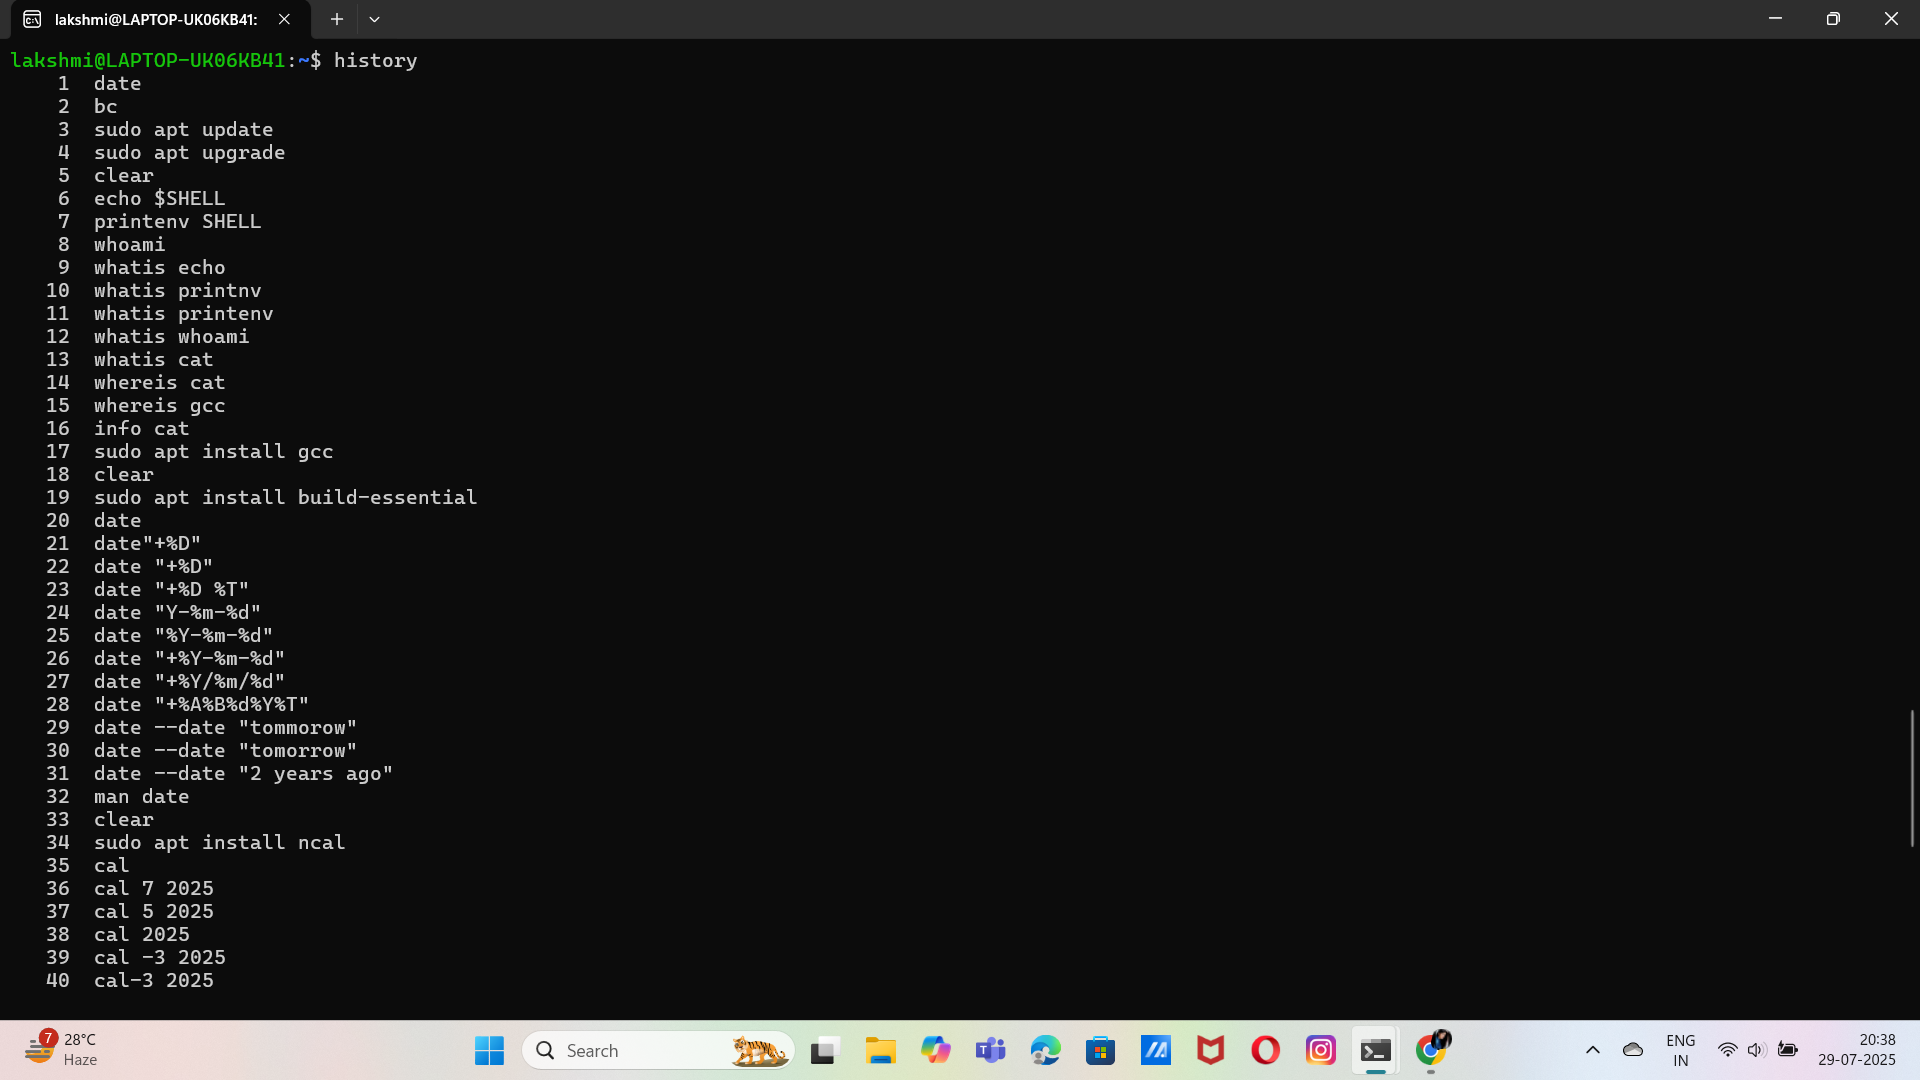 lakshmi@LAPTOP-UK06KB41:
lakshmi@LAPTOP-UK06KB41:~$ history
1 date
2 bc
3 sudo apt update
4 sudo apt upgrade
5 clear
6 echo $SHELL
7 printenv SHELL
8 whoami
9 whatis echo
10 whatis printnv
11 whatis printenv
12 whatis whoami
13 whatis cat
14 whereis cat
15 whereis gcc
16 info cat
17 sudo apt install gcc
18 clear
19 sudo apt install build-essential
20 date
21 date"+%D"
22 date "+%D"
23 date "+%D %T"
24 date "Y-%m-%d"
25 date "%Y-%m-%d"
26 date "+%Y-%m-%d"
27 date "+%Y/%m/%d"
28 date "+%A%B%d%Y%T"
29 date --date "tommorow"
30 date --date "tomorrow"
31 date --date "2 years ago"
32 man date
33 clear
34 sudo apt install ncal
35 cal
36 cal 7 2025
37 cal 5 2025
38 cal 2025
39 cal -3 2025
40 cal-3 2025
7
28°C
Haze
Search
ENG
IN
20:38
29-07-2025